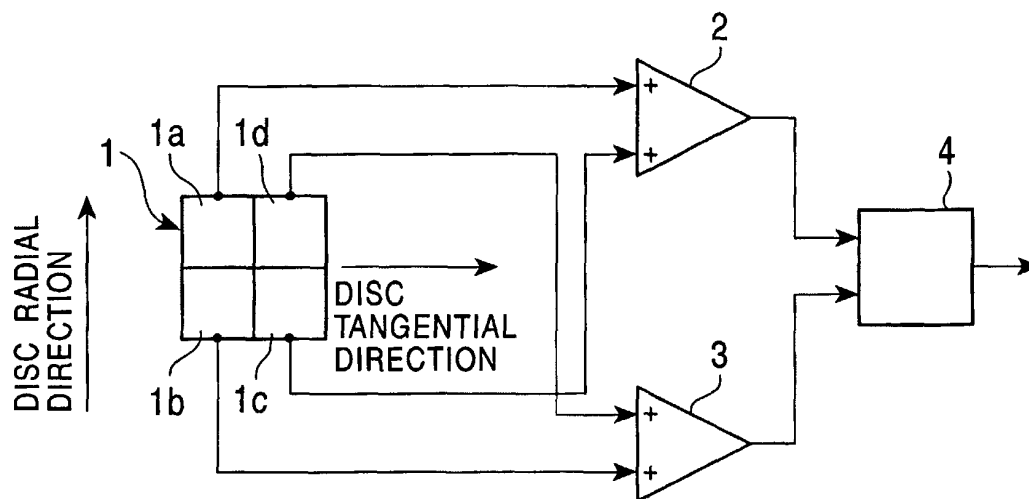 2
1a
1d
1
+
+
4
DISC RADIAL
DIRECTION
DISC
TANGENTIAL
DIRECTION
1b
1c
3
+
+